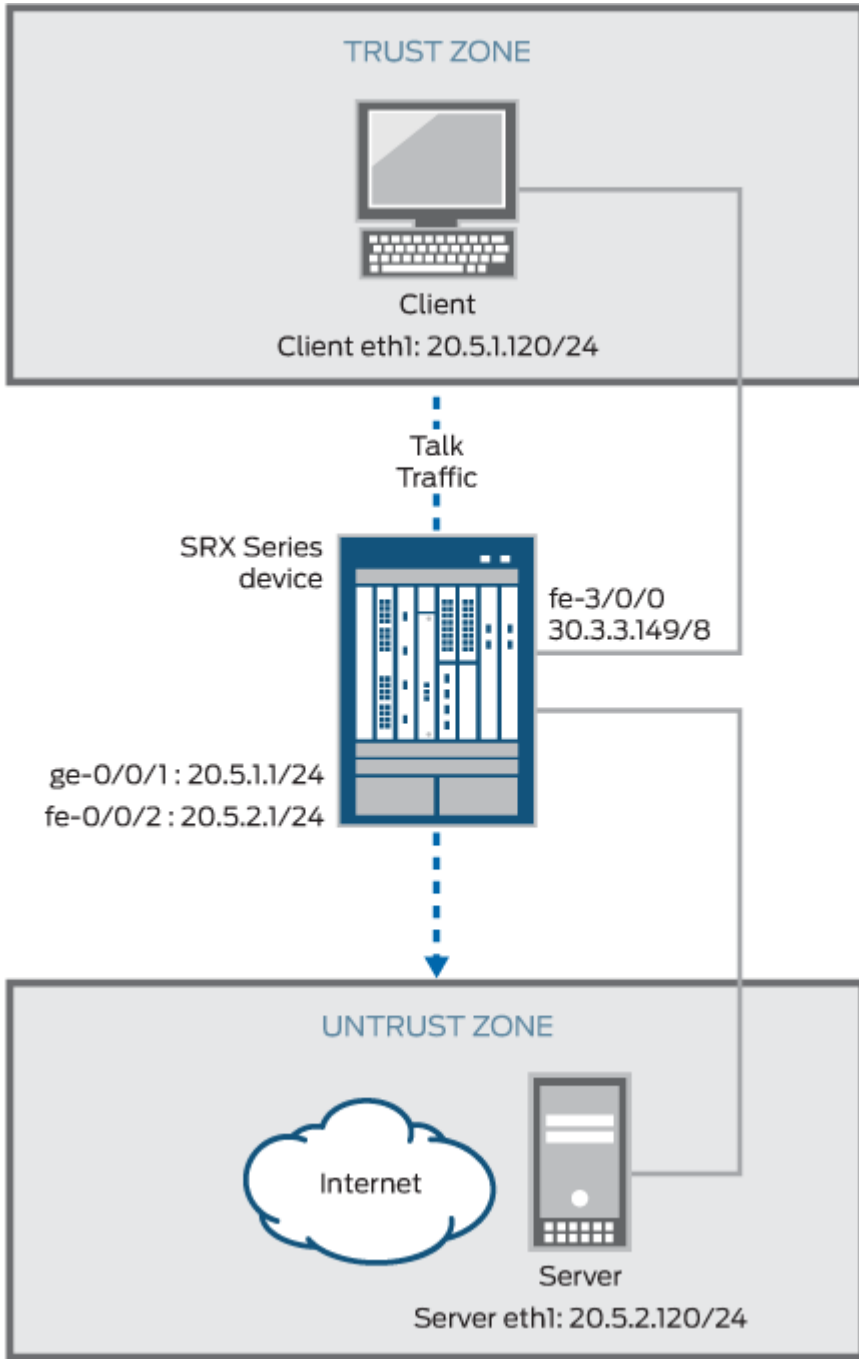 TRUST ZONE
Client
Client eth1: 20.5.1.120/24
Talk
Traffic
SRX Series
device
fe-3/0/0
30.3.3.149/8
ge-0/0/1 : 20.5.1.1/24
fe-0/0/2 : 20.5.2.1/24
UNTRUST ZONE
Internet
Server
Server eth1: 20.5.2.120/24